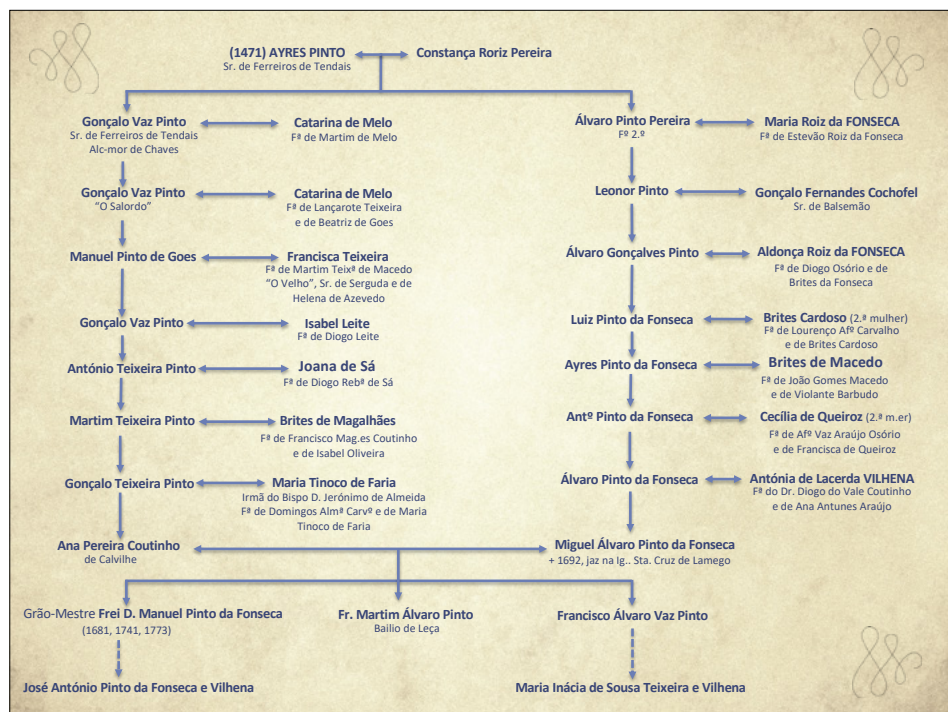 (1471) AYRES PINTO Constança Roriz Pereira
Sr. de Ferreiros de Tendais
Gonçalo Vaz Pinto
Sr. de Ferreiros de Tendais
Alc-mor de Chaves
Catarina de Melo
Fª de Martim de Melo
Álvaro Pinto Pereira
Fº 2.º
Maria Roiz da FONSECA
Fª de Estevão Roiz da Fonseca
Gonçalo Vaz Pinto
"O Salordo"
Catarina de Melo
Fª de Lançarote Teixeira
e de Beatriz de Goes
Leonor Pinto
Gonçalo Fernandes Cochofel
Sr. de Balsemão
Manuel Pinto de Goes
Francisca Teixeira
Fª de Martim Teixª de Macedo
"O Velho", Sr. de Serguda e de
Helena de Azevedo
Álvaro Gonçalves Pinto
Aldonça Roiz da FONSECA
Fª de Diogo Osório e de
Brites da Fonseca
Gonçalo Vaz Pinto
Isabel Leite
Fª de Diogo Leite
Luiz Pinto da Fonseca
Brites Cardoso (2.ª mulher)
Fª de Lourenço Afº Carvalho
e de Brites Cardoso
António Teixeira Pinto
Joana de Sá
Fª de Diogo Rebª de Sá
Ayres Pinto da Fonseca
Brites de Macedo
Fª de João Gomes Macedo
e de Violante Barbudo
Martim Teixeira Pinto
Brites de Magalhães
Fª de Francisco Mag.es Coutinho
e de Isabel Oliveira
Antº Pinto da Fonseca
Cecília de Queiroz (2.ª m.er)
Fª de Afº Vaz Araújo Osório
e de Francisca de Queiroz
Gonçalo Teixeira Pinto
Maria Tinoco de Faria
Irmã do Bispo D. Jerónimo de Almeida
Fª de Domingos Almª Carvº e de Maria
Tinoco de Faria
Álvaro Pinto da Fonseca
Antónia de Lacerda VILHENA
Fª do Dr. Diogo do Vale Coutinho
e de Ana Antunes Araújo
Ana Pereira Coutinho
de Calvilhe
Miguel Álvaro Pinto da Fonseca
+ 1692, jaz na Ig.. Sta. Cruz de Lamego
Grão-Mestre Frei D. Manuel Pinto da Fonseca
(1681, 1741, 1773)
Fr. Martim Álvaro Pinto
Bailio de Leça
Francisco Álvaro Vaz Pinto
José António Pinto da Fonseca e Vilhena
Maria Inácia de Sousa Teixeira e Vilhena